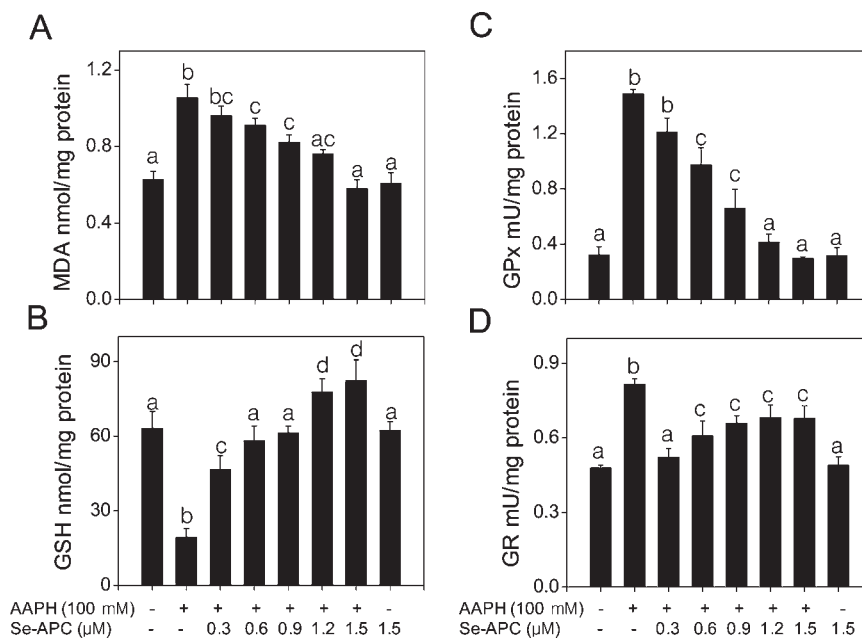 A
MDA nmol/mg protein
1.2
0.8
0.4
0.0
a b bc c c ac a a
B
GSH nmol/mg protein
90
60
30
0
a b c a a d d a
AAPH (100 mM) - + + + + + + -
Se-APC (μM) - - 0.3 0.6 0.9 1.2 1.5 1.5
C
GPx mU/mg protein
1.6
1.2
0.8
0.4
0.0
a b b c c a a a
D
GR mU/mg protein
0.9
0.6
0.3
0.0
a b a c c c c a
AAPH (100 mM) - + + + + + + -
Se-APC (μM) - - 0.3 0.6 0.9 1.2 1.5 1.5